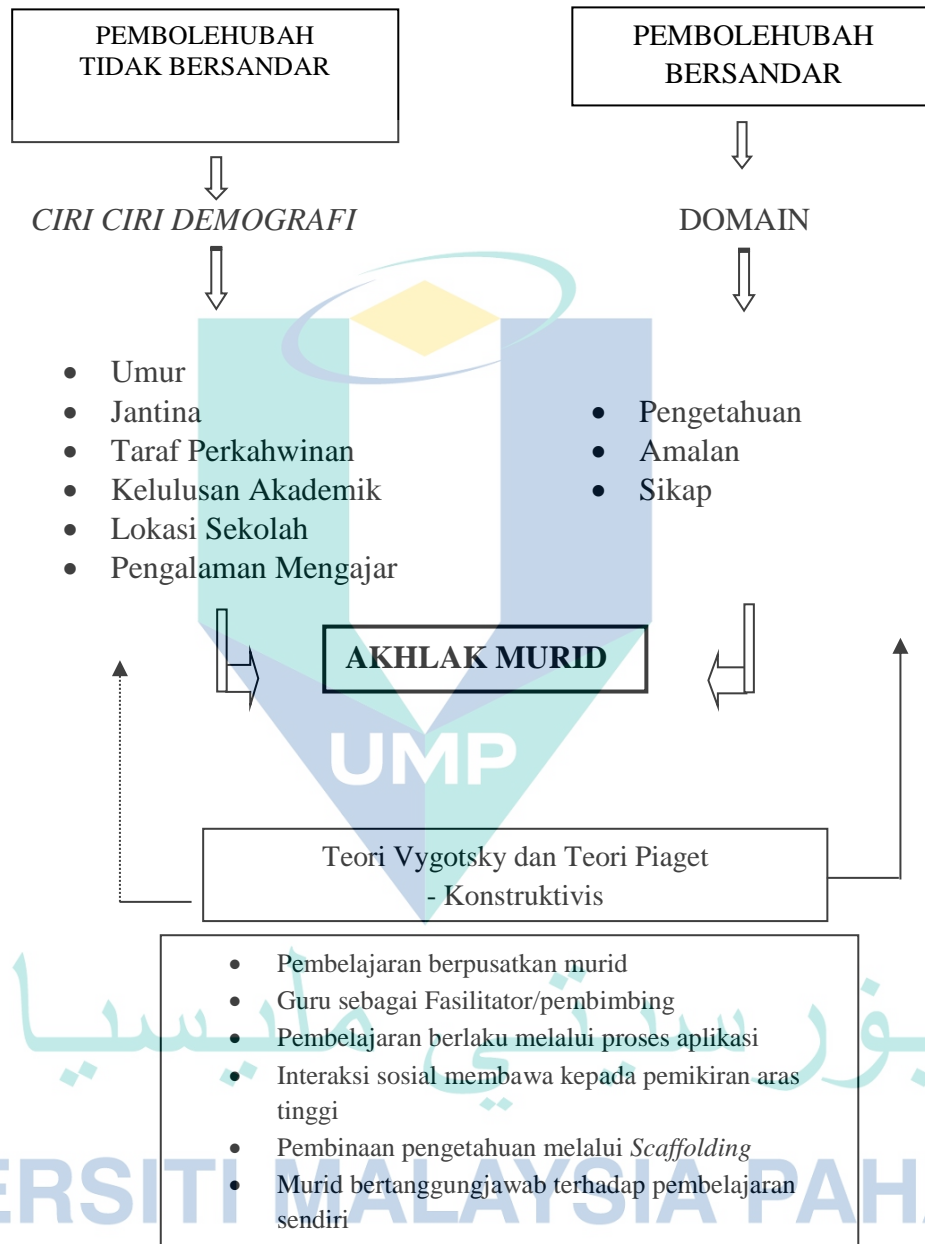 PEMBOLEHUBAH
TIDAK BERSANDAR
PEMBOLEHUBAH
BERSANDAR
CIRI CIRI DEMOGRAFI
DOMAIN
• Umur
• Jantina
• Taraf Perkahwinan
• Kelulusan Akademik
• Lokasi Sekolah
• Pengalaman Mengajar
• Pengetahuan
• Amalan
• Sikap
AKHLAK MURID
UMP
Teori Vygotsky dan Teori Piaget
- Konstruktivis
• Pembelajaran berpusatkan murid
• Guru sebagai Fasilitator/pembimbing
• Pembelajaran berlaku melalui proses aplikasi
• Interaksi sosial membawa kepada pemikiran aras
tinggi
• Pembinaan pengetahuan melalui Scaffolding
• Murid bertanggungjawab terhadap pembelajaran
sendiri
ۏرسيتي مليسيا
ERSITI MALAYSIA PAHA